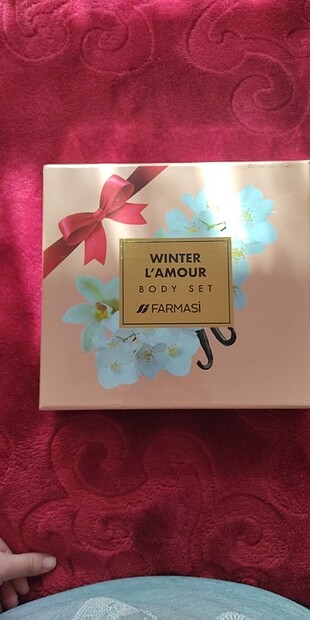 WINTER
L'AMOUR
BODY SET
FARMASİ